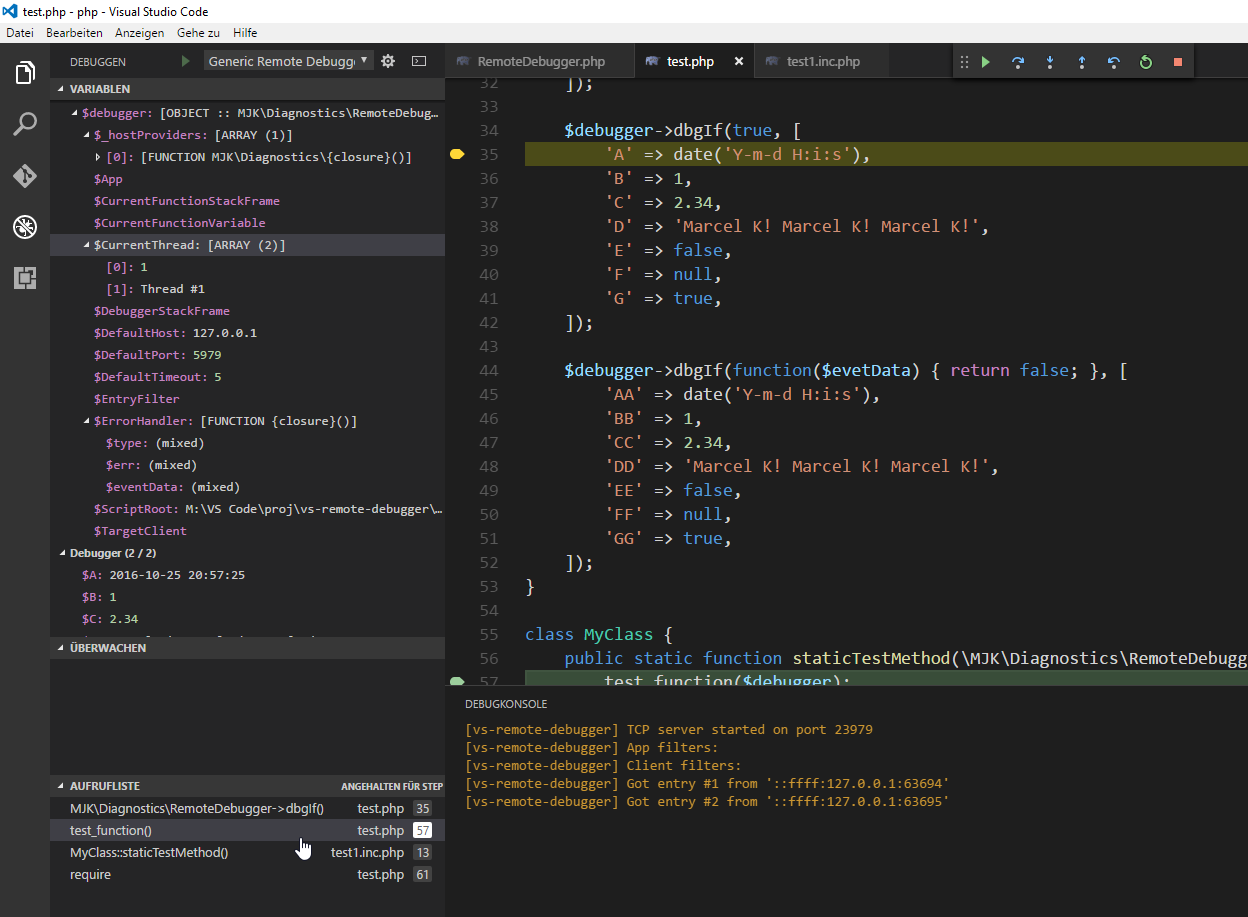 test.php - php - Visual Studio Code
Datei Bearbeiten Anzeigen Gehe zu Hilfe
DEBUGGEN Generic Remote Debugg
VARIABLEN
$debugger: [OBJECT :: MJK\Diagnostics\RemoteDebug…
$_hostProviders: [ARRAY (1)]
[0]: [FUNCTION MJK\Diagnostics\{closure}()]
$App
$CurrentFunctionStackFrame
$CurrentFunctionVariable
$CurrentThread: [ARRAY (2)]
[0]: 1
[1]: Thread #1
$DebuggerStackFrame
$DefaultHost: 127.0.0.1
$DefaultPort: 5979
$DefaultTimeout: 5
$EntryFilter
$ErrorHandler: [FUNCTION {closure}()]
$type: (mixed)
$err: (mixed)
$eventData: (mixed)
$ScriptRoot: M:\VS Code\proj\vs-remote-debugger\…
$TargetClient
Debugger (2 / 2)
$A: 2016-10-25 20:57:25
$B: 1
$C: 2.34
ÜBERWACHEN
AUFRUFLISTE ANGEHALTEN FÜR STEP
MJK\Diagnostics\RemoteDebugger->dbgIf() test.php 35
test_function() test.php 57
MyClass::staticTestMethod() test1.inc.php 13
require test.php 61
RemoteDebugger.php test.php test1.inc.php
32 ]);
33
34 $debugger->dbgIf(true, [
35 'A' => date('Y-m-d H:i:s'),
36 'B' => 1,
37 'C' => 2.34,
38 'D' => 'Marcel K! Marcel K! Marcel K!',
39 'E' => false,
40 'F' => null,
41 'G' => true,
42 ]);
43
44 $debugger->dbgIf(function($evetData) { return false; }, [
45 'AA' => date('Y-m-d H:i:s'),
46 'BB' => 1,
47 'CC' => 2.34,
48 'DD' => 'Marcel K! Marcel K! Marcel K!',
49 'EE' => false,
50 'FF' => null,
51 'GG' => true,
52 ]);
53 }
54
55 class MyClass {
56 public static function staticTestMethod(\MJK\Diagnostics\RemoteDebugg
57 test_function($debugger);
DEBUGKONSOLE
[vs-remote-debugger] TCP server started on port 23979
[vs-remote-debugger] App filters:
[vs-remote-debugger] Client filters:
[vs-remote-debugger] Got entry #1 from '::ffff:127.0.0.1:63694'
[vs-remote-debugger] Got entry #2 from '::ffff:127.0.0.1:63695'